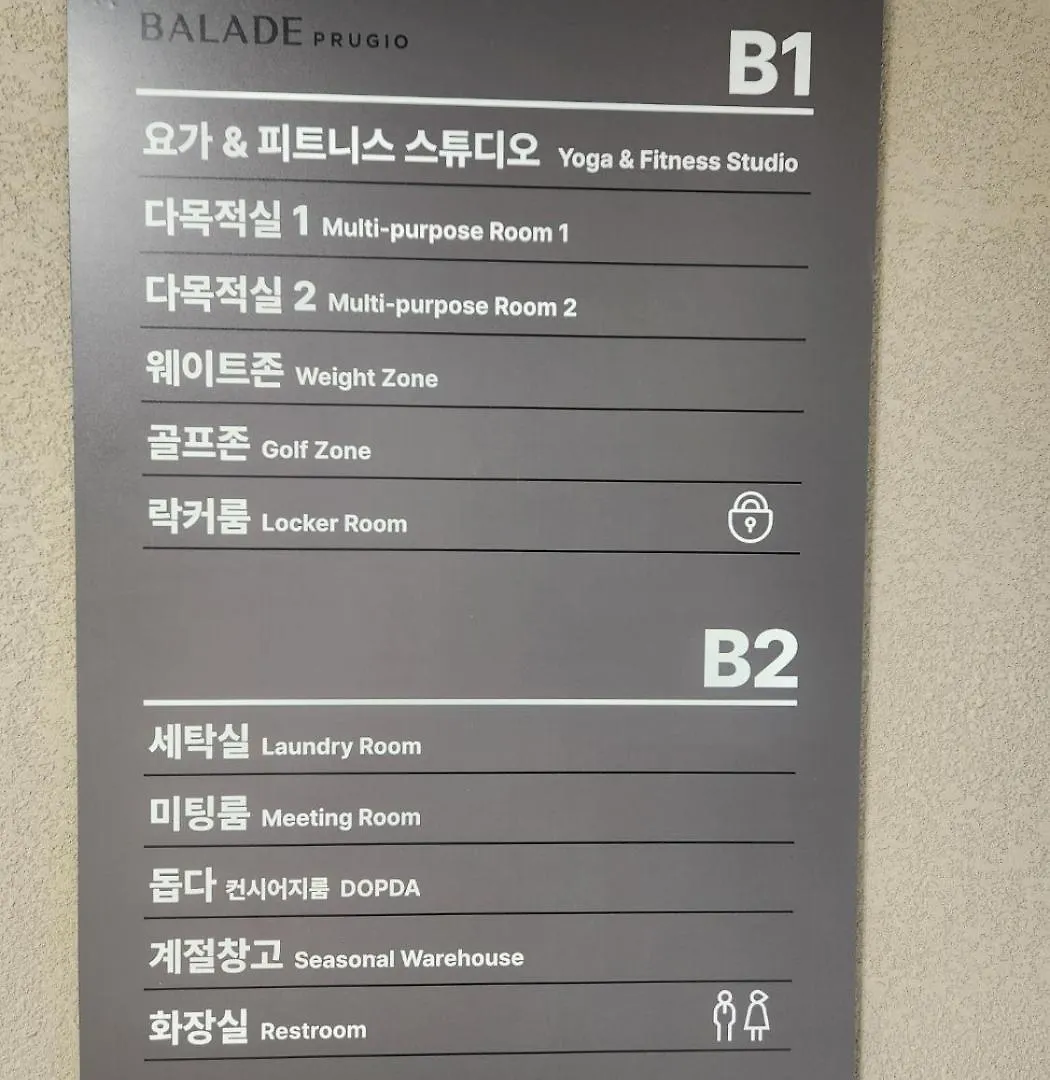 BALADE PRUGIO
B1
요가 & 피트니스 스튜디오 Yoga & Fitness Studio
다목적실 1 Multi-purpose Room 1
다목적실 2 Multi-purpose Room 2
웨이트존 Weight Zone
골프존 Golf Zone
락커룸 Locker Room
B2
세탁실 Laundry Room
미팅룸 Meeting Room
돕다 컨시어지룸 DOPDA
계절창고 Seasonal Warehouse
화장실 Restroom